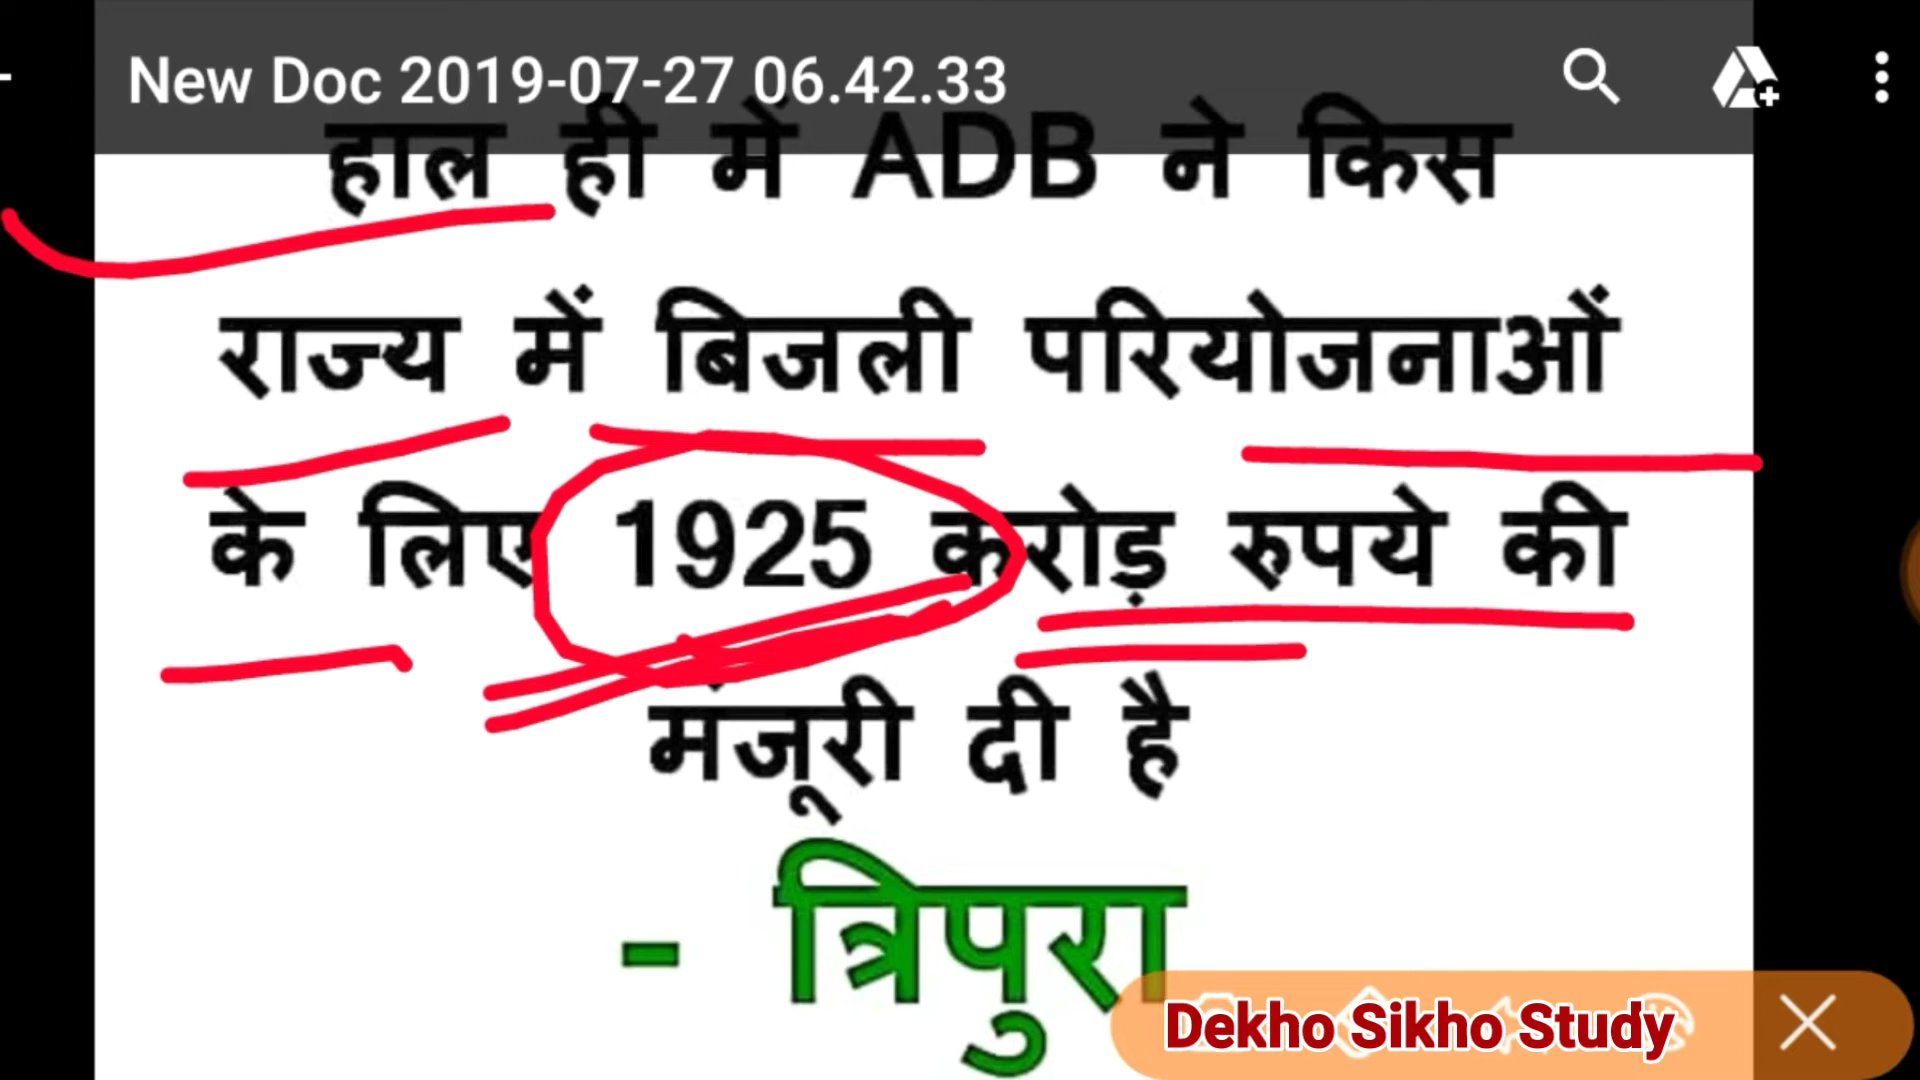 New Doc 2019-07-27 06.42.33
हाल ही में ADB ने किस
राज्य में बिजली परियोजनाओं
के लिए 1925 करोड़ रुपये की
मंजूरी दी है
- त्रिपुरा
Dekho Sikho Study